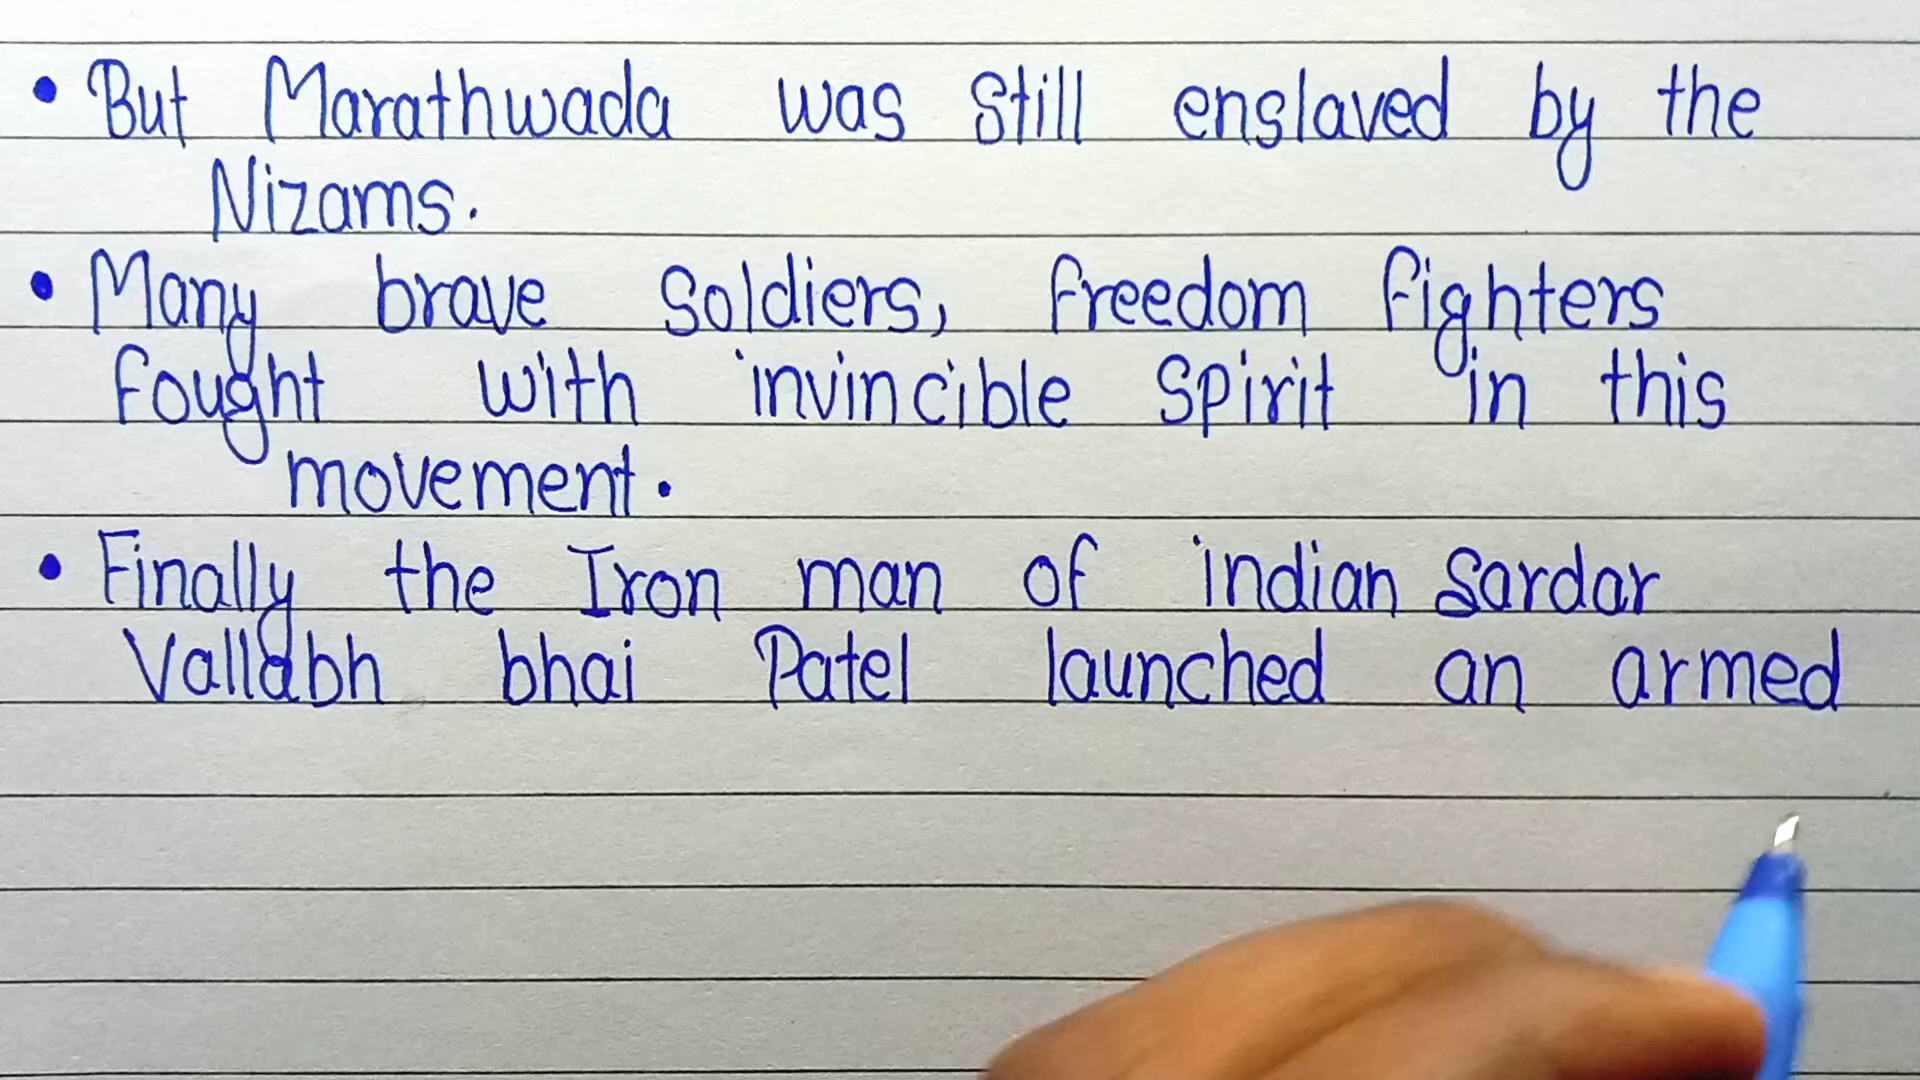 • But Marathwada was still enslaved by the
Nizams.
• Many brave soldiers, freedom fighters
fought with invincible spirit in this
movement.
• Finally the Iron man of indian Sardar
Vallabh bhai Patel launched an armed